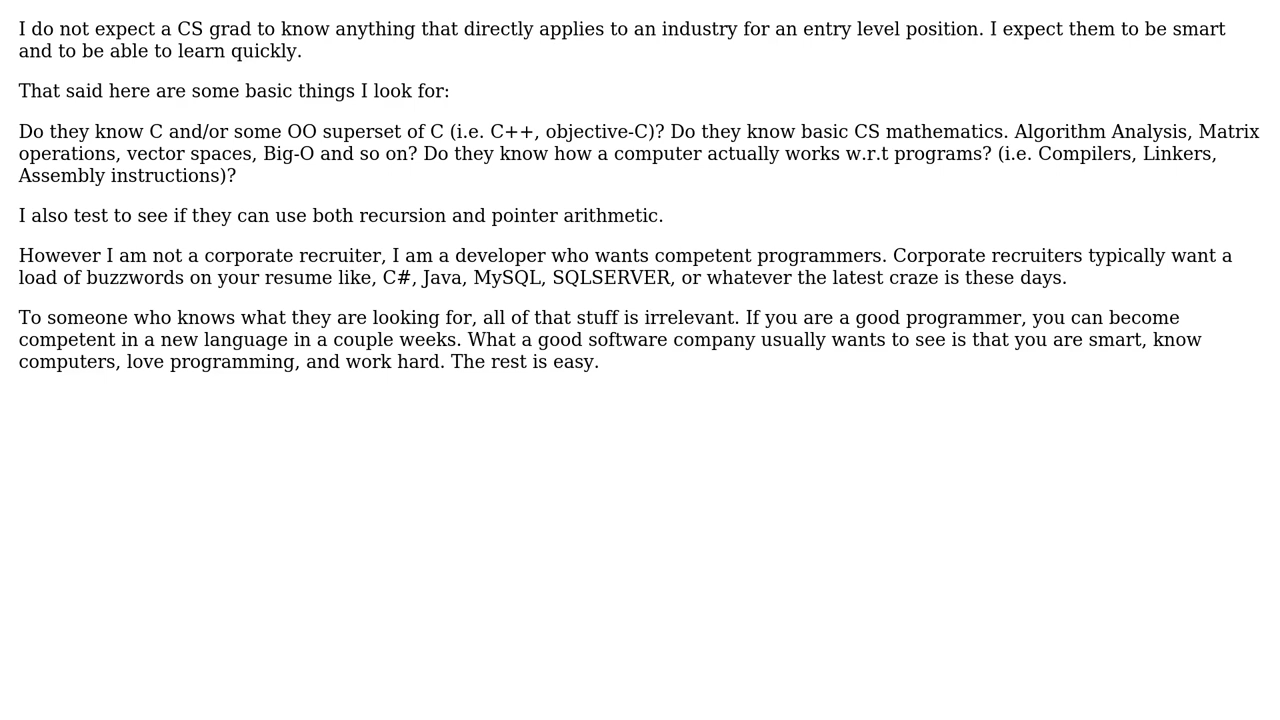 I do not expect a CS grad to know anything that directly applies to an industry for an entry level position. I expect them to be smart
and to be able to learn quickly.
That said here are some basic things I look for:
Do they know C and/or some OO superset of C (i.e. C++, objective-C)? Do they know basic CS mathematics. Algorithm Analysis, Matrix
operations, vector spaces, Big-O and so on? Do they know how a computer actually works w.r.t programs? (i.e. Compilers, Linkers,
Assembly instructions)?
I also test to see if they can use both recursion and pointer arithmetic.
However I am not a corporate recruiter, I am a developer who wants competent programmers. Corporate recruiters typically want a
load of buzzwords on your resume like, C#, Java, MySQL, SQLSERVER, or whatever the latest craze is these days.
To someone who knows what they are looking for, all of that stuff is irrelevant. If you are a good programmer, you can become
competent in a new language in a couple weeks. What a good software company usually wants to see is that you are smart, know
computers, love programming, and work hard. The rest is easy.